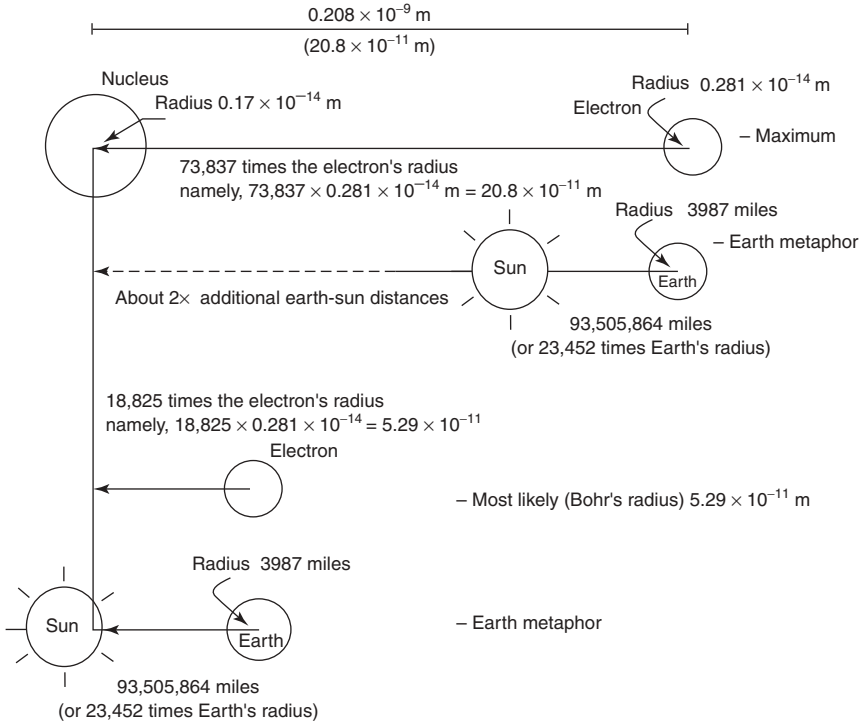 0.208 × 10⁻⁹ m
(20.8 × 10⁻¹¹ m)
Nucleus
Radius 0.17 × 10⁻¹⁴ m
Radius 0.281 × 10⁻¹⁴ m
Electron
– Maximum
73,837 times the electron's radius
namely, 73,837 × 0.281 × 10⁻¹⁴ m = 20.8 × 10⁻¹¹ m
Radius 3987 miles
– Earth metaphor
Sun
Earth
About 2× additional earth-sun distances
93,505,864 miles
(or 23,452 times Earth's radius)
18,825 times the electron's radius
namely, 18,825 × 0.281 × 10⁻¹⁴ = 5.29 × 10⁻¹¹
Electron
– Most likely (Bohr's radius) 5.29 × 10⁻¹¹ m
Radius 3987 miles
Sun
Earth
– Earth metaphor
93,505,864 miles
(or 23,452 times Earth's radius)